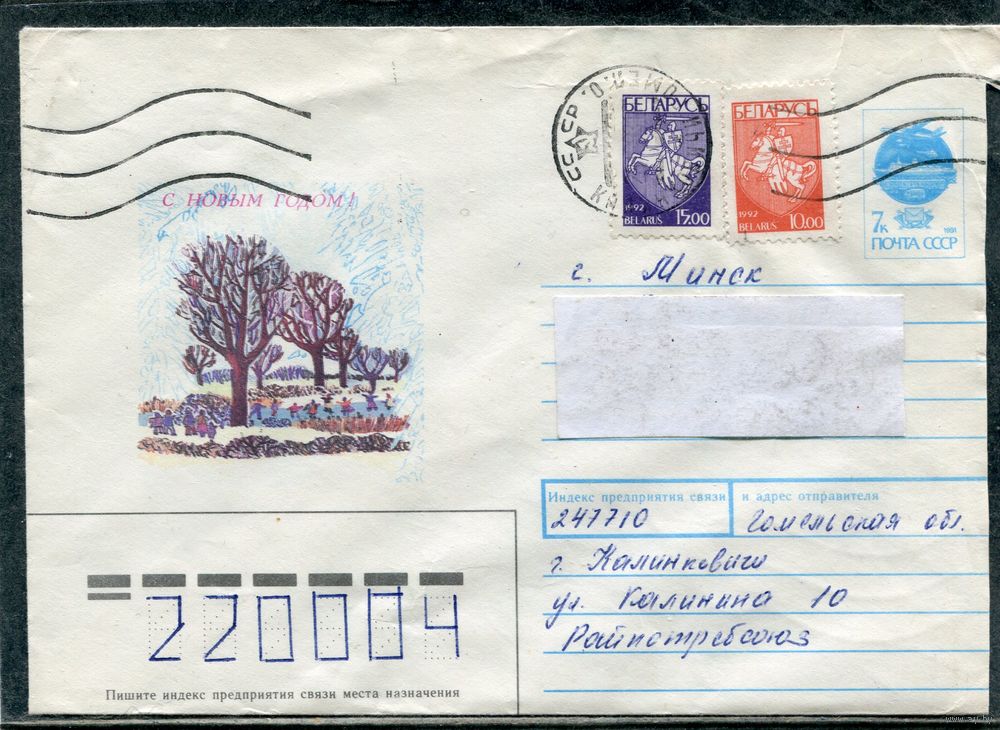 С НОВЫМ ГОДОМ!
СССР
БЕЛАРУСЬ
1992
BELARUS 15.00
БЕЛАРУСЬ
1992
BELARUS 10.00
7к 1991
ПОЧТА СССР
г. Минск
Индекс предприятия связи и адрес отправителя
247710 Гомельская обл.
г. Калинковичи
ул. Калинина 10
Райпотребсоюз
220004
Пишите индекс предприятия связи места назначения